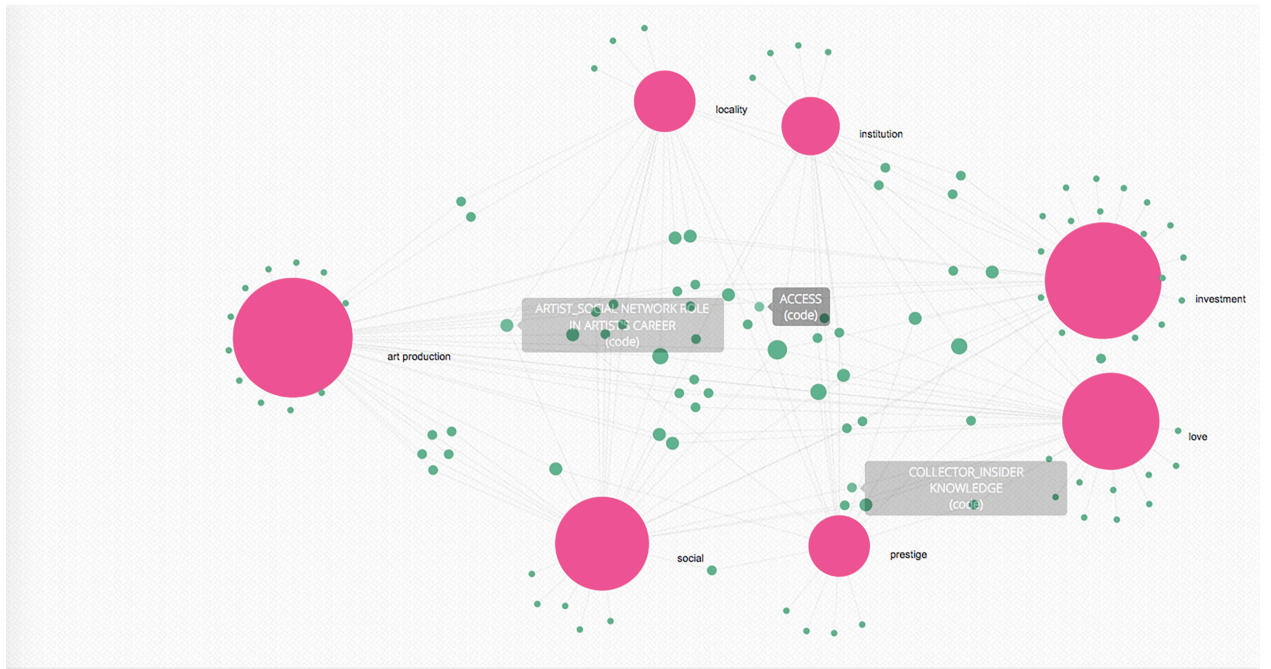 locality
institution
ACCESS
(code)
investment
ARTIST_SOCIAL NETWORK ROLE
IN ARTIST'S CAREER
(code)
art production
love
COLLECTOR_INSIDER
KNOWLEDGE
(code)
social
prestige